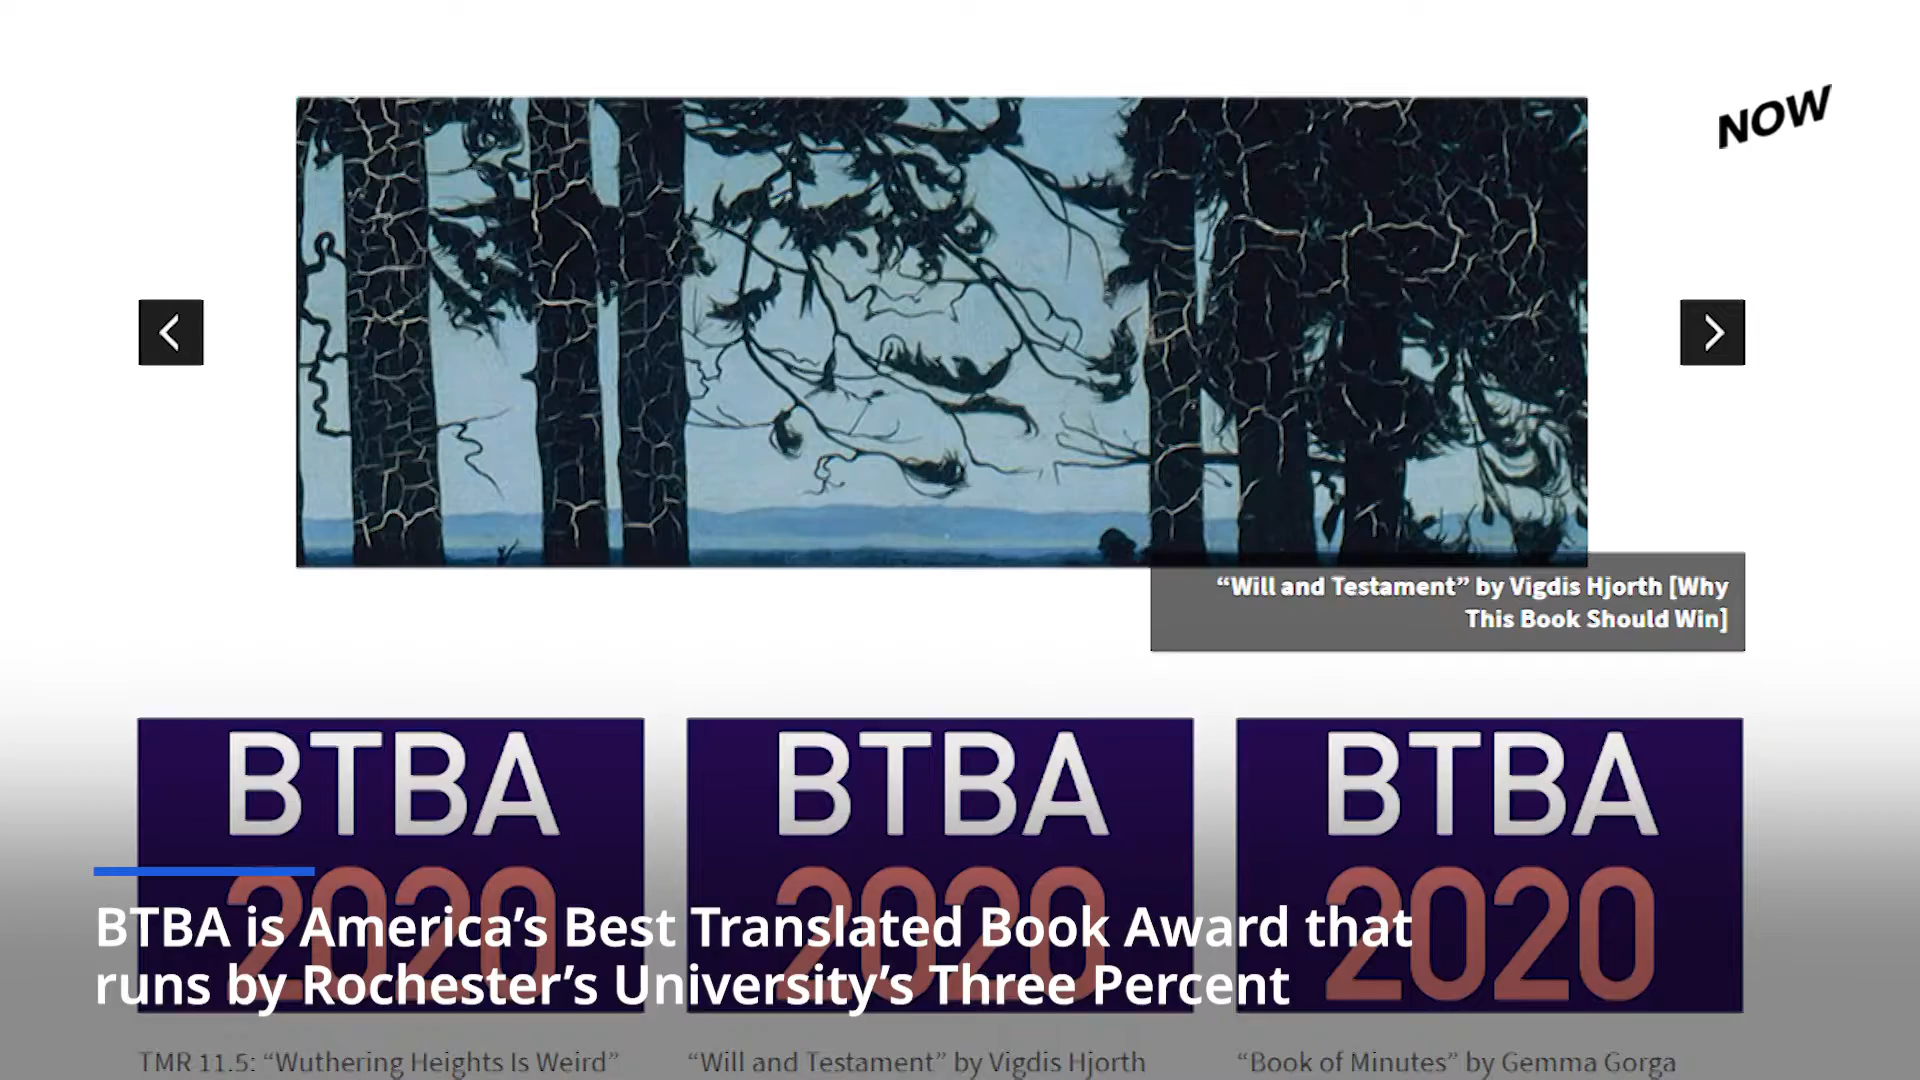 NOW
“Will and Testament” by Vigdis Hjorth [Why
This Book Should Win]
BTBA
2020
BTBA
2020
BTBA
2020
BTBA is America’s Best Translated Book Award that
runs by Rochester’s University’s Three Percent
TMR 11.5: “Wuthering Heights Is Weird”
“Will and Testament” by Vigdis Hjorth
“Book of Minutes” by Gemma Gorga